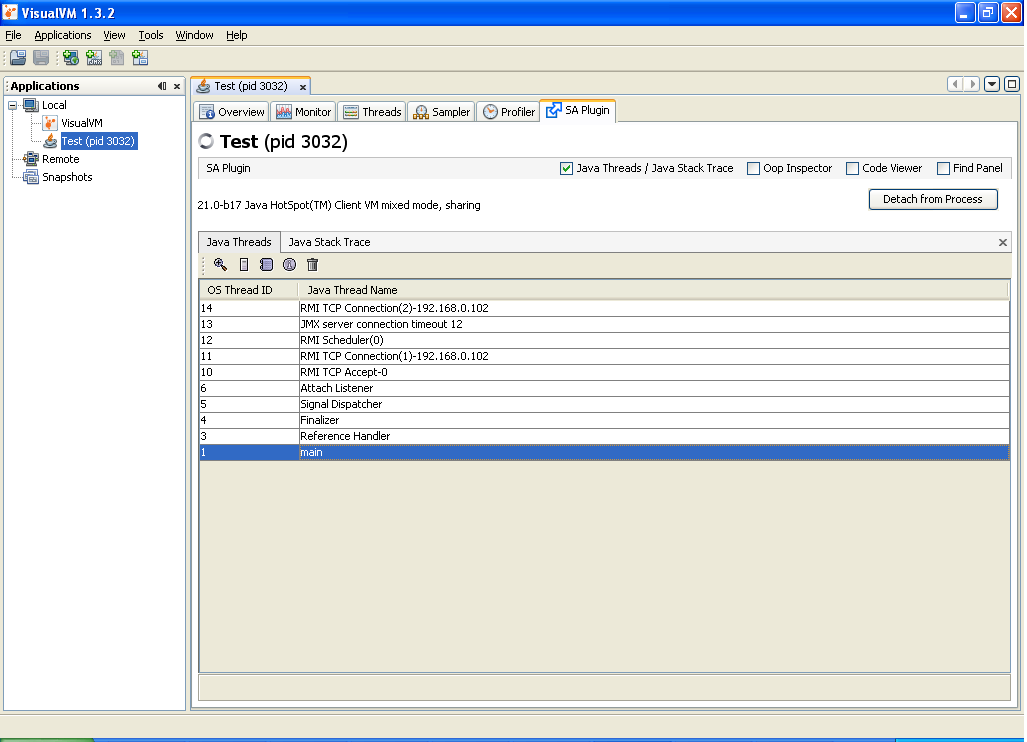 VisualVM 1.3.2
File Applications View Tools Window Help
Applications
Local
VisualVM
Test (pid 3032)
Remote
Snapshots
Test (pid 3032)
Overview Monitor Threads Sampler Profiler SA Plugin
Test (pid 3032)
SA Plugin Java Threads / Java Stack Trace Oop Inspector Code Viewer Find Panel
21.0-b17 Java HotSpot(TM) Client VM mixed mode, sharing
Detach from Process
Java Threads Java Stack Trace
OS Thread ID Java Thread Name
14 RMI TCP Connection(2)-192.168.0.102
13 JMX server connection timeout 12
12 RMI Scheduler(0)
11 RMI TCP Connection(1)-192.168.0.102
10 RMI TCP Accept-0
6 Attach Listener
5 Signal Dispatcher
4 Finalizer
3 Reference Handler
1 main